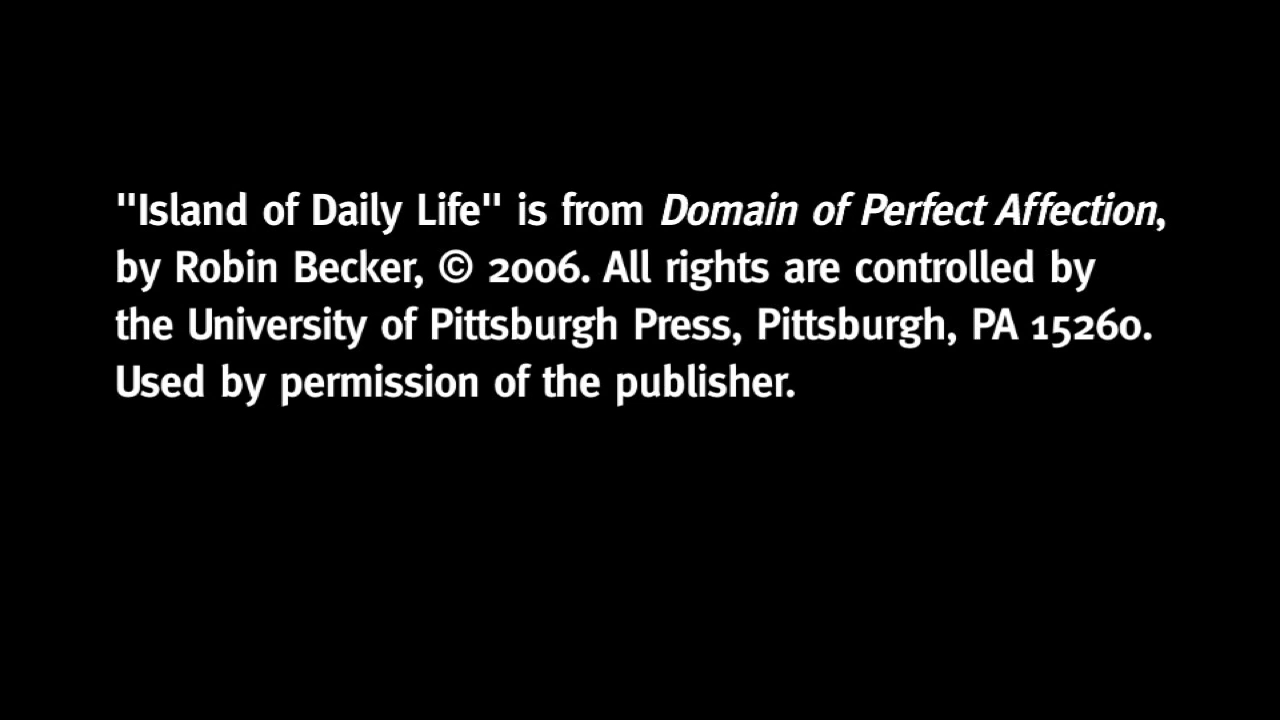 "Island of Daily Life" is from Domain of Perfect Affection,
by Robin Becker, © 2006. All rights are controlled by
the University of Pittsburgh Press, Pittsburgh, PA 15260.
Used by permission of the publisher.